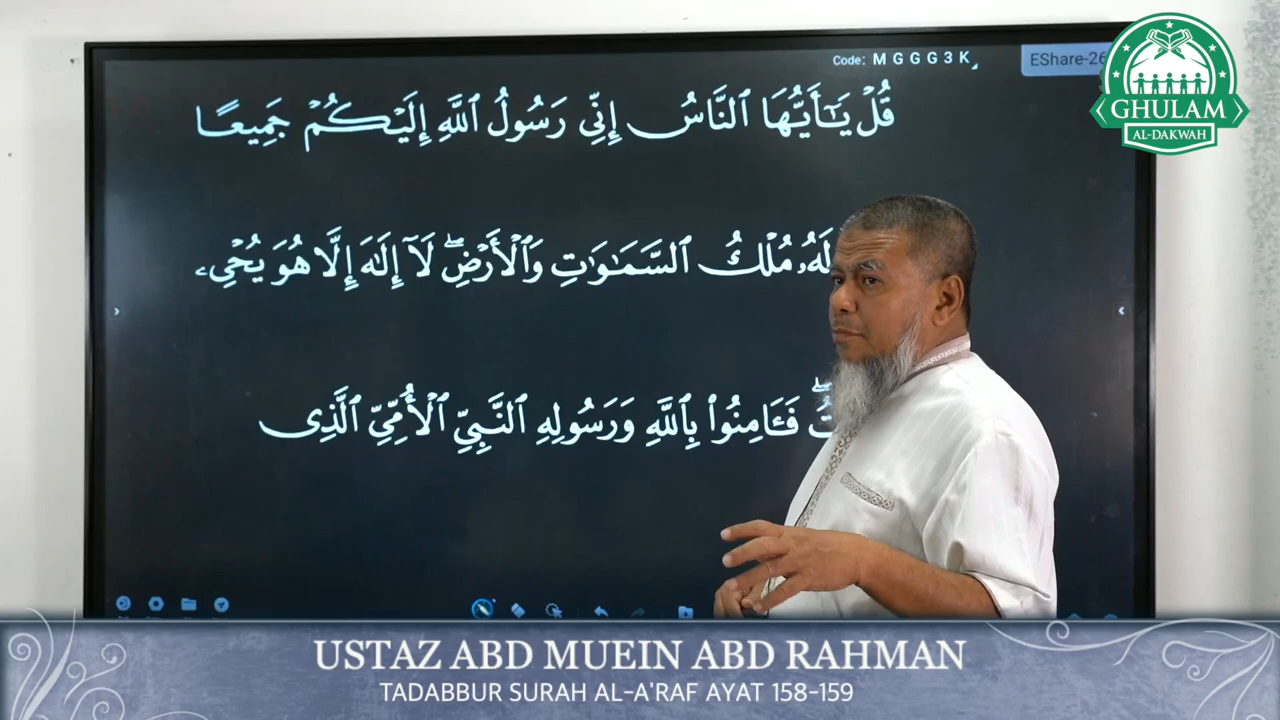 Code: MGGG3K
EShare-26
GHULAM
AL-DAKWAH
قُلْ يَـٰٓأَيُّهَا ٱلنَّاسُ إِنِّى رَسُولُ ٱللَّهِ إِلَيْكُمْ جَمِيعًا
لَهُۥ مُلْكُ ٱلسَّمَـٰوَٰتِ وَٱلْأَرْضِ ۖ لَآ إِلَـٰهَ إِلَّا هُوَ يُحْىِۦ
ۖ فَـَٔامِنُوا۟ بِٱللَّهِ وَرَسُولِهِ ٱلنَّبِىِّ ٱلْأُمِّىِّ ٱلَّذِى
USTAZ ABD MUEIN ABD RAHMAN
TADABBUR SURAH AL-A'RAF AYAT 158-159